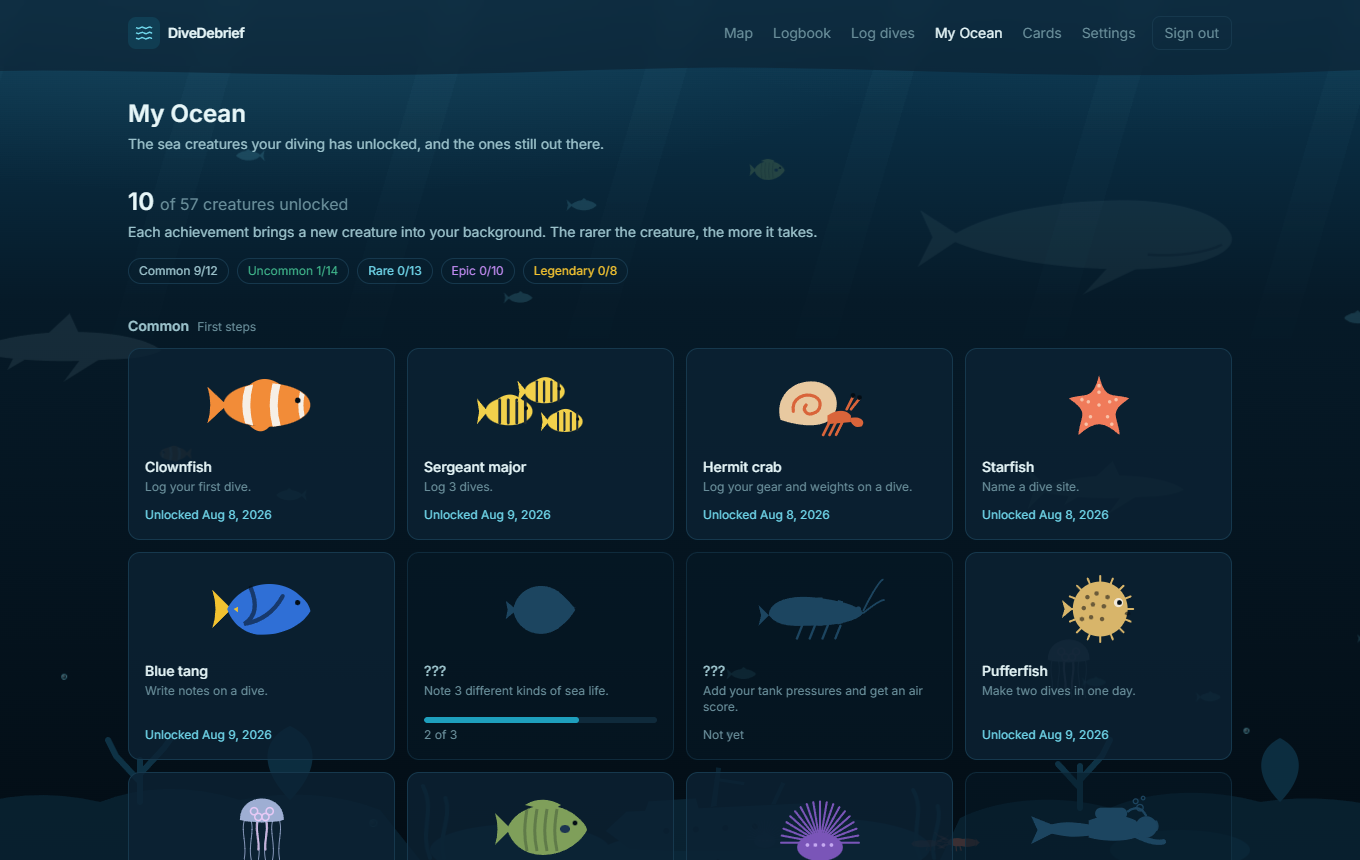 DiveDebrief
Map Logbook Log dives My Ocean Cards Settings Sign out
My Ocean
The sea creatures your diving has unlocked, and the ones still out there.
10 of 57 creatures unlocked
Each achievement brings a new creature into your background. The rarer the creature, the more it takes.
Common 9/12 Uncommon 1/14 Rare 0/13 Epic 0/10 Legendary 0/8
Common First steps
Clownfish
Log your first dive.
Unlocked Aug 8, 2026
Sergeant major
Log 3 dives.
Unlocked Aug 9, 2026
Hermit crab
Log your gear and weights on a dive.
Unlocked Aug 8, 2026
Starfish
Name a dive site.
Unlocked Aug 8, 2026
Blue tang
Write notes on a dive.
Unlocked Aug 9, 2026
???
Note 3 different kinds of sea life.
2 of 3
???
Add your tank pressures and get an air
score.
Not yet
Pufferfish
Make two dives in one day.
Unlocked Aug 9, 2026